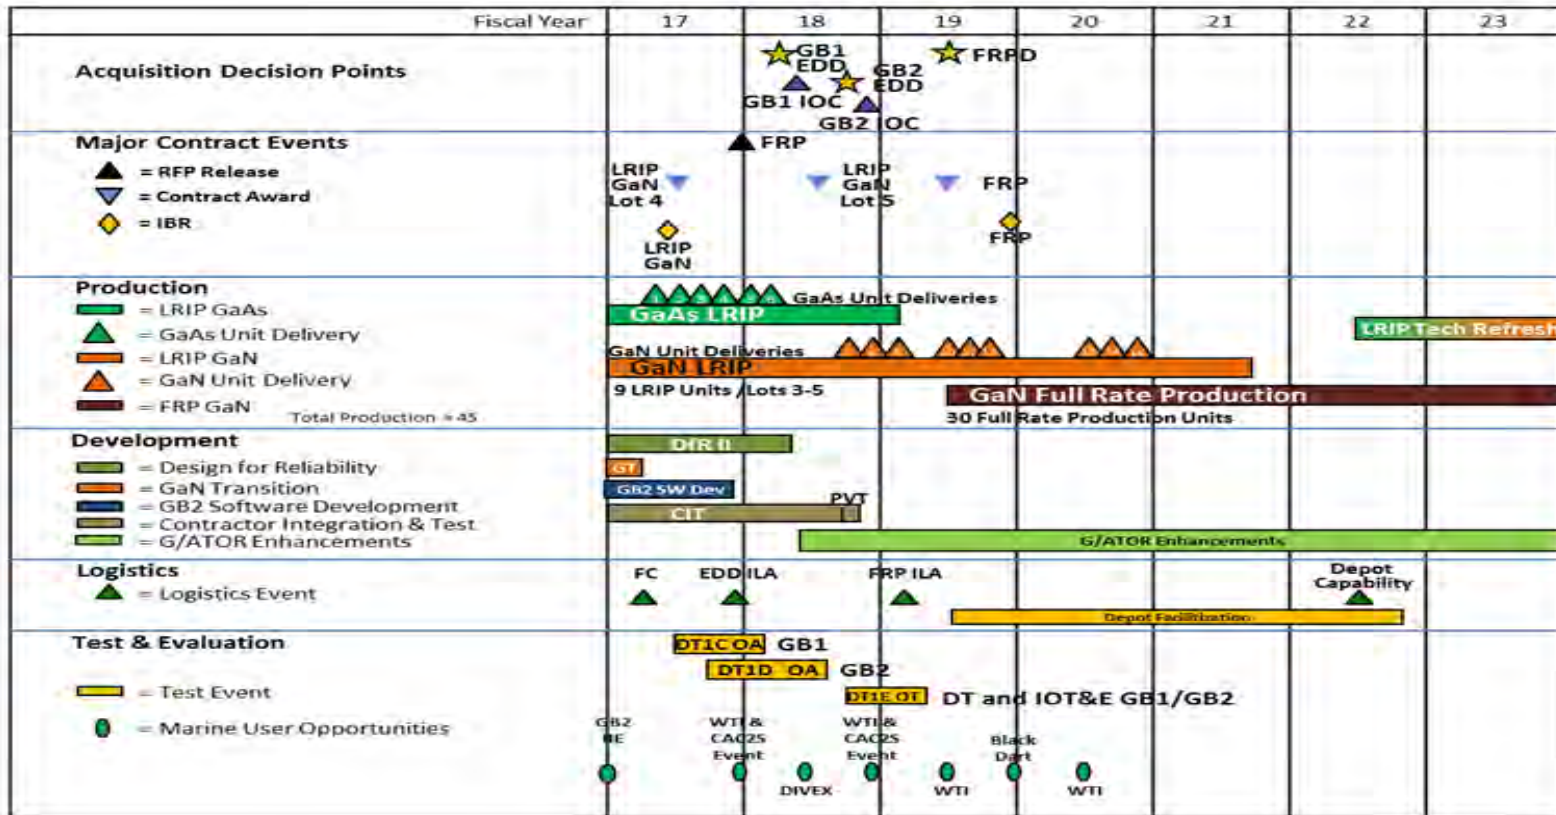 Fiscal Year 17 18 19 20 21 22 23
Acquisition Decision Points
GB1
EDD
GB2
EDD
FRPD
GB1 IOC
GB2 IOC
Major Contract Events
= RFP Release
= Contract Award
= IBR
FRP
LRIP
GaN
Lot 4
LRIP
GaN
Lot 5
FRP
LRIP
GaN
FRP
Production
= LRIP GaAs
= GaAs Unit Delivery
= LRIP GaN
= GaN Unit Delivery
= FRP GaN
Total Production = 45
GaAs Unit Deliveries
GaAs LRIP
LRIP Tech Refresh
GaN Unit Deliveries
GaN LRIP
9 LRIP Units /Lots 3-5
GaN Full Rate Production
30 Full Rate Production Units
Development
= Design for Reliability
= GaN Transition
= GB2 Software Development
= Contractor Integration & Test
= G/ATOR Enhancements
DfR II
GT
GB2 SW Dev
PVT
CIT
G/ATOR Enhancements
Logistics
= Logistics Event
FC
EDD ILA
FRP ILA
Depot
Capability
Depot Facilitization
Test & Evaluation
= Test Event
= Marine User Opportunities
DT1C OA GB1
DT1D OA GB2
DT1E OT DT and IOT&E GB1/GB2
GB2
WTI &
CAC2S
Event
WTI &
CAC2S
Event
Black
Dart
DIVEX
WTI
WTI